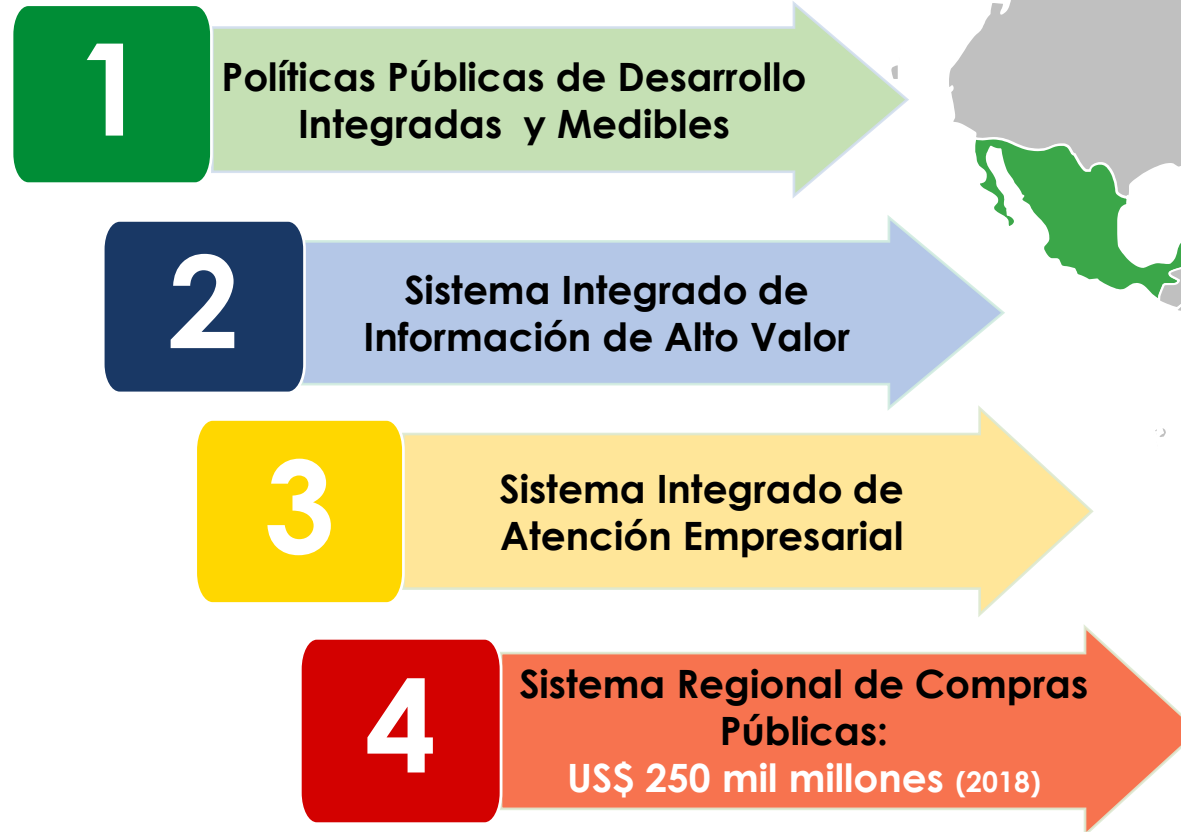 1
Políticas Públicas de Desarrollo
Integradas y Medibles
2
Sistema Integrado de
Información de Alto Valor
3
Sistema Integrado de
Atención Empresarial
4
Sistema Regional de Compras
Públicas:
US$ 250 mil millones (2018)